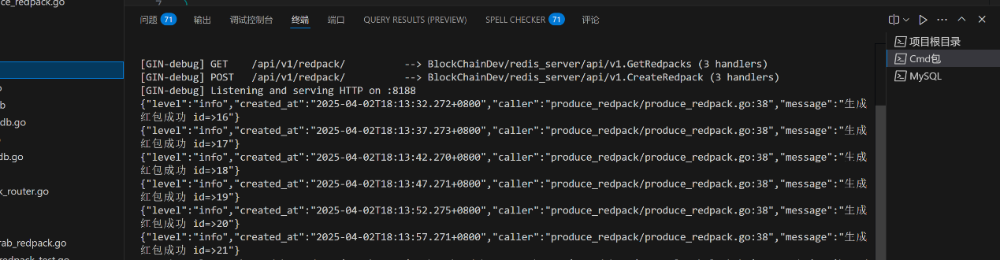 ce_redpack.go
7
问题 71 输出 调试控制台 终端 端口 QUERY RESULTS (PREVIEW) SPELL CHECKER 71 评论
项目根目录
Cmd包
MySQL
db.go
db.go
k_router.go
rab_redpack.go
redpack_test.go
[GIN-debug] GET    /api/v1/redpack/         --> BlockChainDev/redis_server/api/v1.GetRedpacks (3 handlers)
[GIN-debug] POST   /api/v1/redpack/         --> BlockChainDev/redis_server/api/v1.CreateRedpack (3 handlers)
[GIN-debug] Listening and serving HTTP on :8188
{"level":"info","created_at":"2025-04-02T18:13:32.272+0800","caller":"produce_redpack/produce_redpack.go:38","message":"生成
红包成功 id=>16"}
{"level":"info","created_at":"2025-04-02T18:13:37.273+0800","caller":"produce_redpack/produce_redpack.go:38","message":"生成
红包成功 id=>17"}
{"level":"info","created_at":"2025-04-02T18:13:42.270+0800","caller":"produce_redpack/produce_redpack.go:38","message":"生成
红包成功 id=>18"}
{"level":"info","created_at":"2025-04-02T18:13:47.271+0800","caller":"produce_redpack/produce_redpack.go:38","message":"生成
红包成功 id=>19"}
{"level":"info","created_at":"2025-04-02T18:13:52.275+0800","caller":"produce_redpack/produce_redpack.go:38","message":"生成
红包成功 id=>20"}
{"level":"info","created_at":"2025-04-02T18:13:57.271+0800","caller":"produce_redpack/produce_redpack.go:38","message":"生成
红包成功 id=>21"}